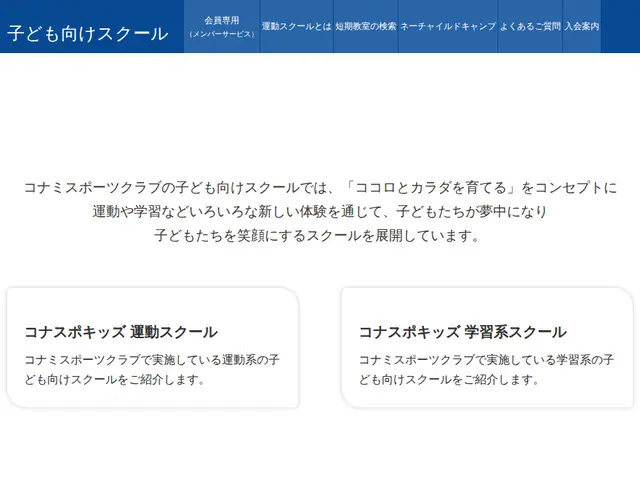 子ども向けスクール
会員専用
（メンバーサービス）
運動スクールとは
短期教室の検索
ネーチャイルドキャンプ
よくあるご質問
入会案内
コナミスポーツクラブの子ども向けスクールでは、「ココロとカラダを育てる」をコンセプトに
運動や学習などいろいろな新しい体験を通じて、子どもたちが夢中になり
子どもたちを笑顔にするスクールを展開しています。
コナスポキッズ 運動スクール
コナミスポーツクラブで実施している運動系の子
ども向けスクールをご紹介します。
コナスポキッズ 学習系スクール
コナミスポーツクラブで実施している学習系の子
ども向けスクールをご紹介します。